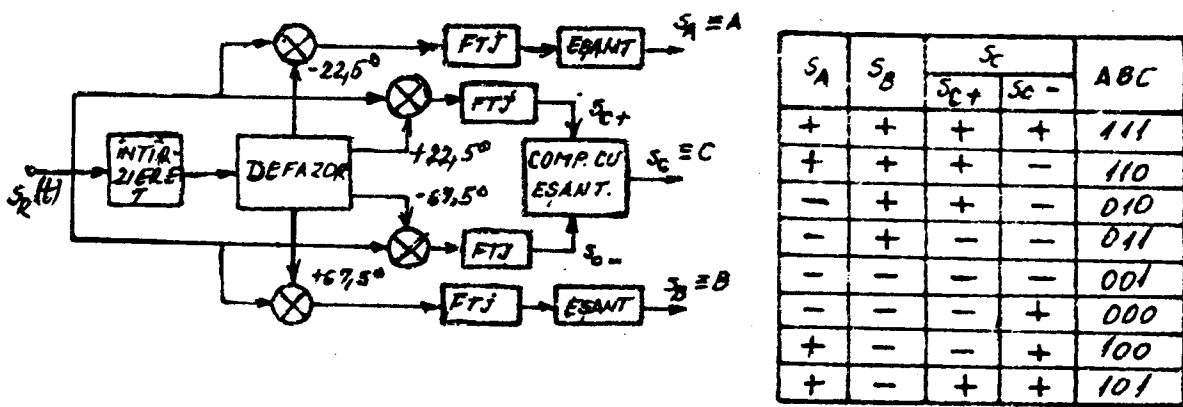 S_A ≡ A
FTJ
EȘANT
-22,5°
FTJ
S_C+
+22,5°
S_R(t)
ÎNTÎR-
ZIERE
T
DEFAZOR
COMP. CU
EȘANT.
S_C ≡ C
-67,5°
FTJ
S_C-
+67,5°
FTJ
EȘANT
S_B ≡ B
S_A S_B S_C ABC
S_C+ S_C-
+ + + + 111
+ + + - 110
- + + - 010
- + - - 011
- - - - 001
- - - + 000
+ - - + 100
+ - + + 101